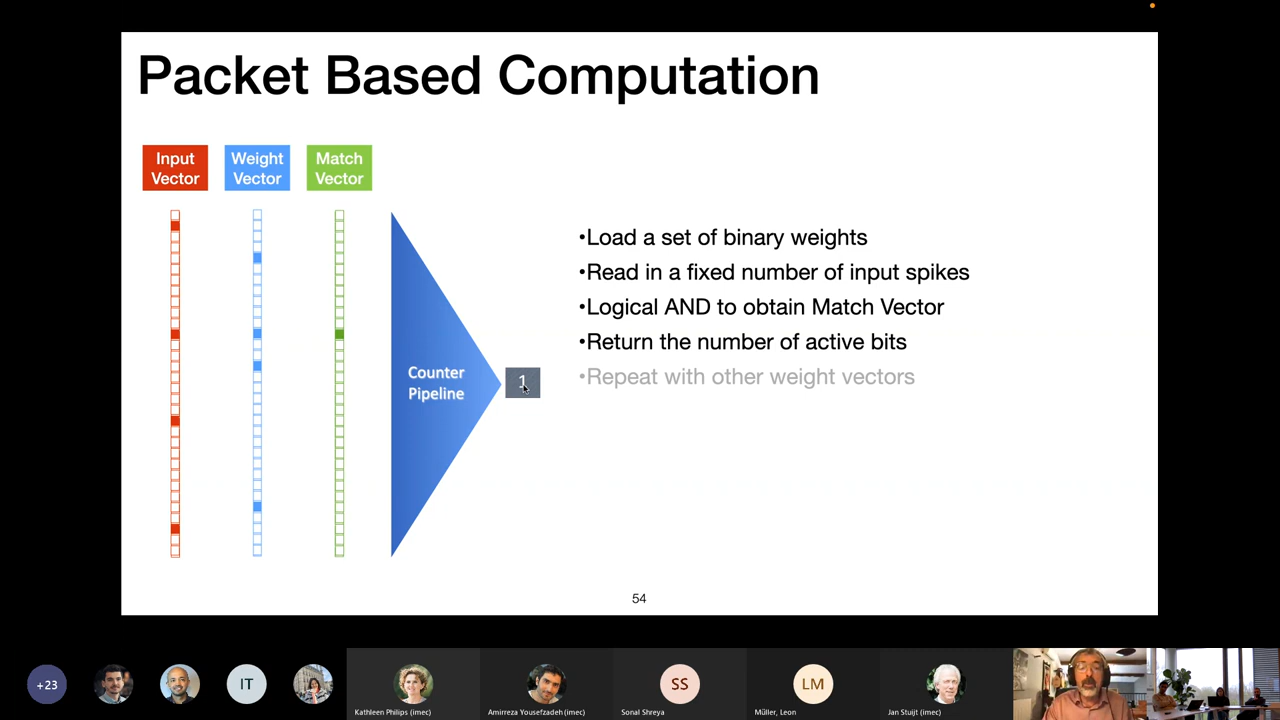 Packet Based Computation
Input
Vector
Weight
Vector
Match
Vector
•Load a set of binary weights
•Read in a fixed number of input spikes
•Logical AND to obtain Match Vector
•Return the number of active bits
•Repeat with other weight vectors
Counter
Pipeline
1
54
+23
IT
SS
LM
Kathleen Philips (imec)
Amirreza Yousefzadeh (imec)
Sonal Shreya
Müller, Leon
Jan Stuijt (imec)